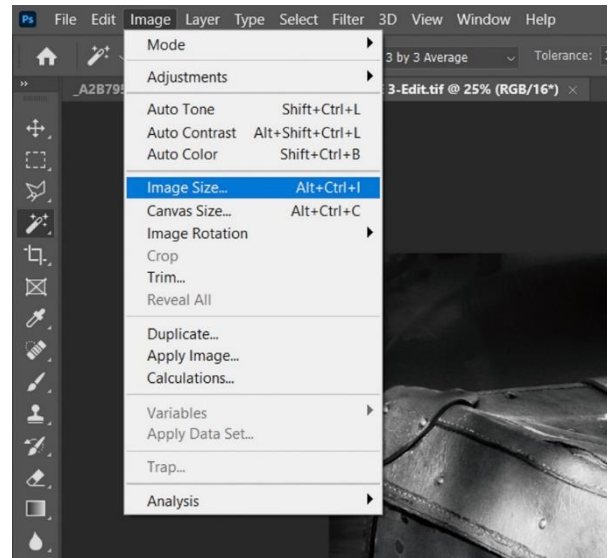 Ps File Edit Image Layer Type Select Filter 3D View Window Help
3 by 3 Average Tolerance:
_A2B795 3-Edit.tif @ 25% (RGB/16*) ×
Mode
Adjustments
Auto Tone Shift+Ctrl+L
Auto Contrast Alt+Shift+Ctrl+L
Auto Color Shift+Ctrl+B
Image Size... Alt+Ctrl+I
Canvas Size... Alt+Ctrl+C
Image Rotation
Crop
Trim...
Reveal All
Duplicate...
Apply Image...
Calculations...
Variables
Apply Data Set...
Trap...
Analysis